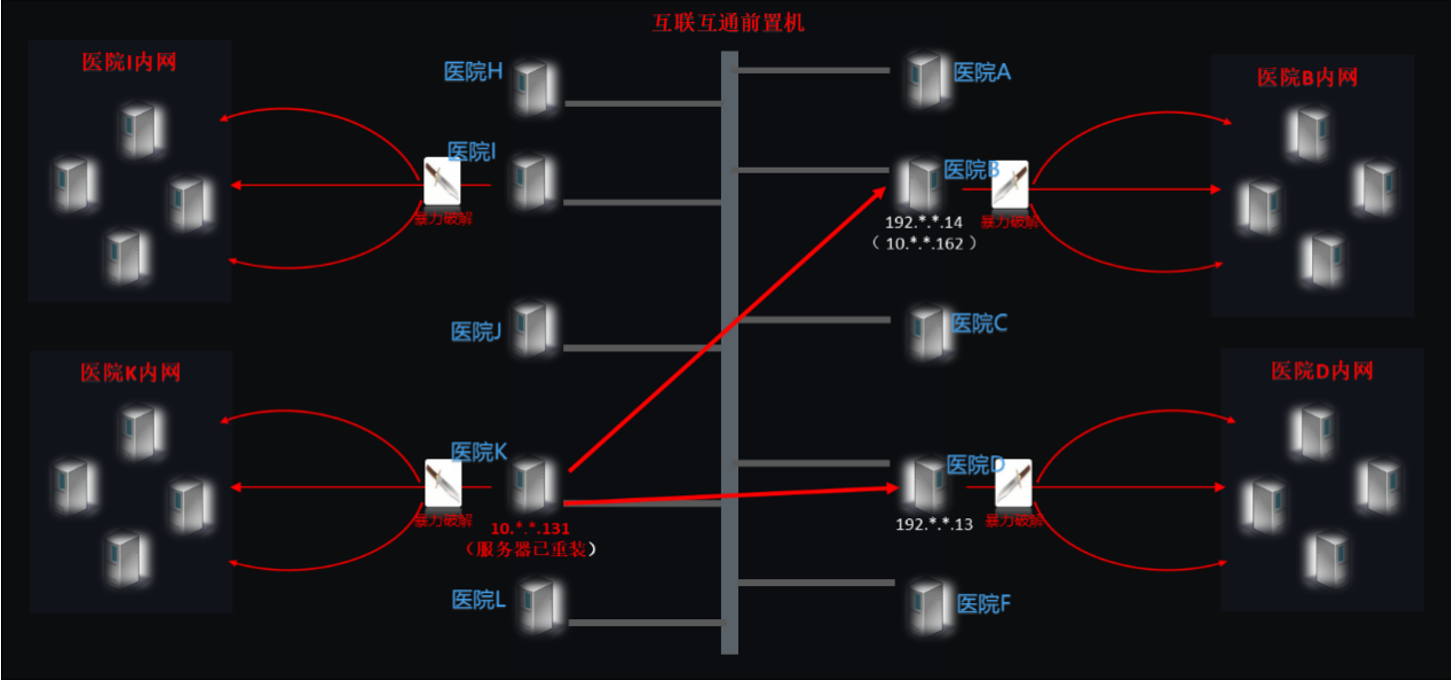 互联互通前置机
医院I内网
医院H
医院I
暴力破解
医院J
医院K内网
医院K
暴力破解
10.*.*.131
（服务器已重装）
医院L
医院A
医院B
192.*.*.14
（ 10.*.*.162 ）
暴力破解
医院B内网
医院C
医院D
192.*.*.13
暴力破解
医院D内网
医院F